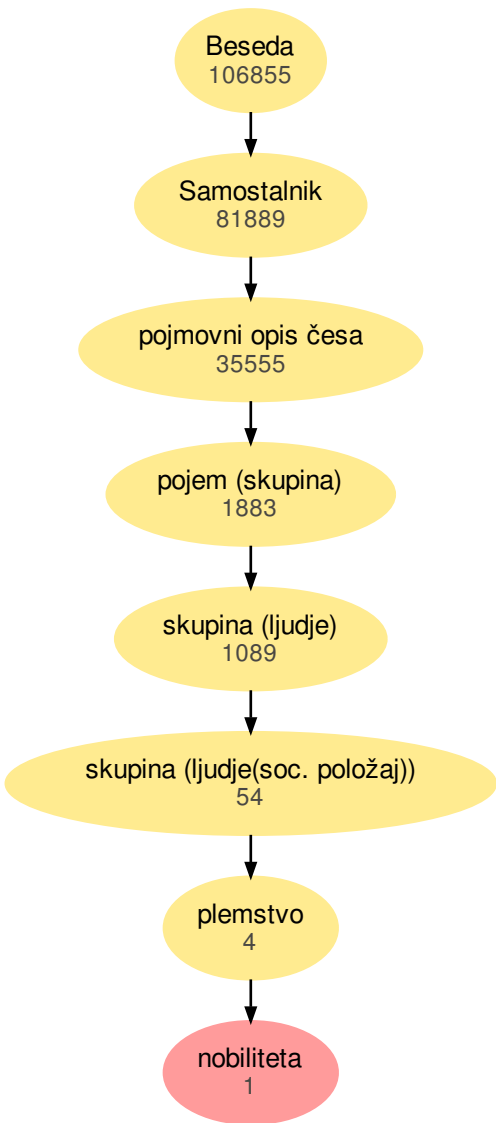 Beseda
106855
Samostalnik
81889
pojmovni opis česa
35555
pojem (skupina)
1883
skupina (ljudje)
1089
skupina (ljudje(soc. položaj))
54
plemstvo
4
nobiliteta
1